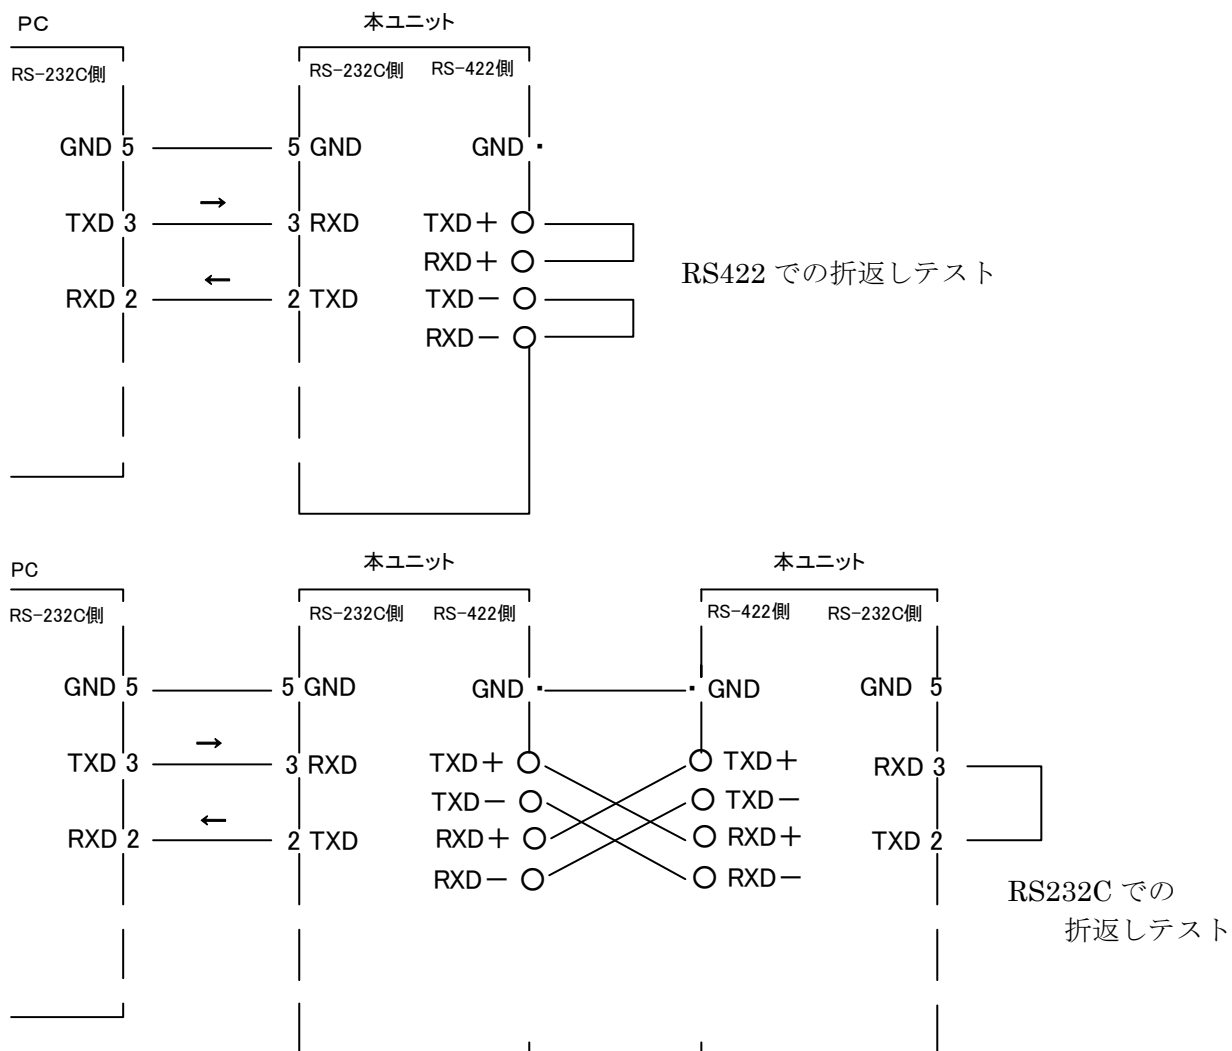 PC 本ユニット
RS-232C側 RS-232C側 RS-422側
GND 5 5 GND GND
→
TXD 3 3 RXD TXD+
RXD+
←
RXD 2 2 TXD TXD-
RXD-
RS422 での折返しテスト
PC 本ユニット 本ユニット
RS-232C側 RS-232C側 RS-422側 RS-422側 RS-232C側
GND 5 5 GND GND GND GND 5
→
TXD 3 3 RXD TXD+ TXD+ RXD 3
TXD- TXD-
←
RXD 2 2 TXD RXD+ RXD+ TXD 2
RXD- RXD-
RS232C での
折返しテスト